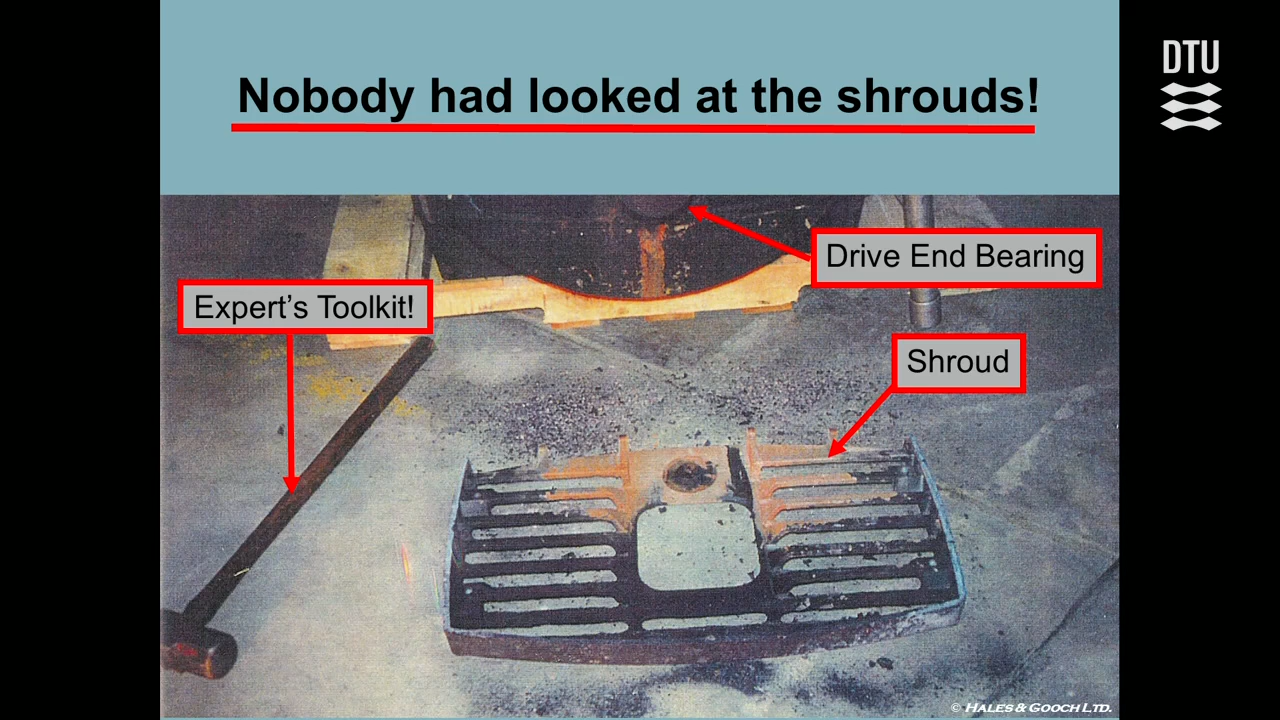 Nobody had looked at the shrouds!
DTU
Drive End Bearing
Expert’s Toolkit!
Shroud
© Hales & Gooch Ltd.